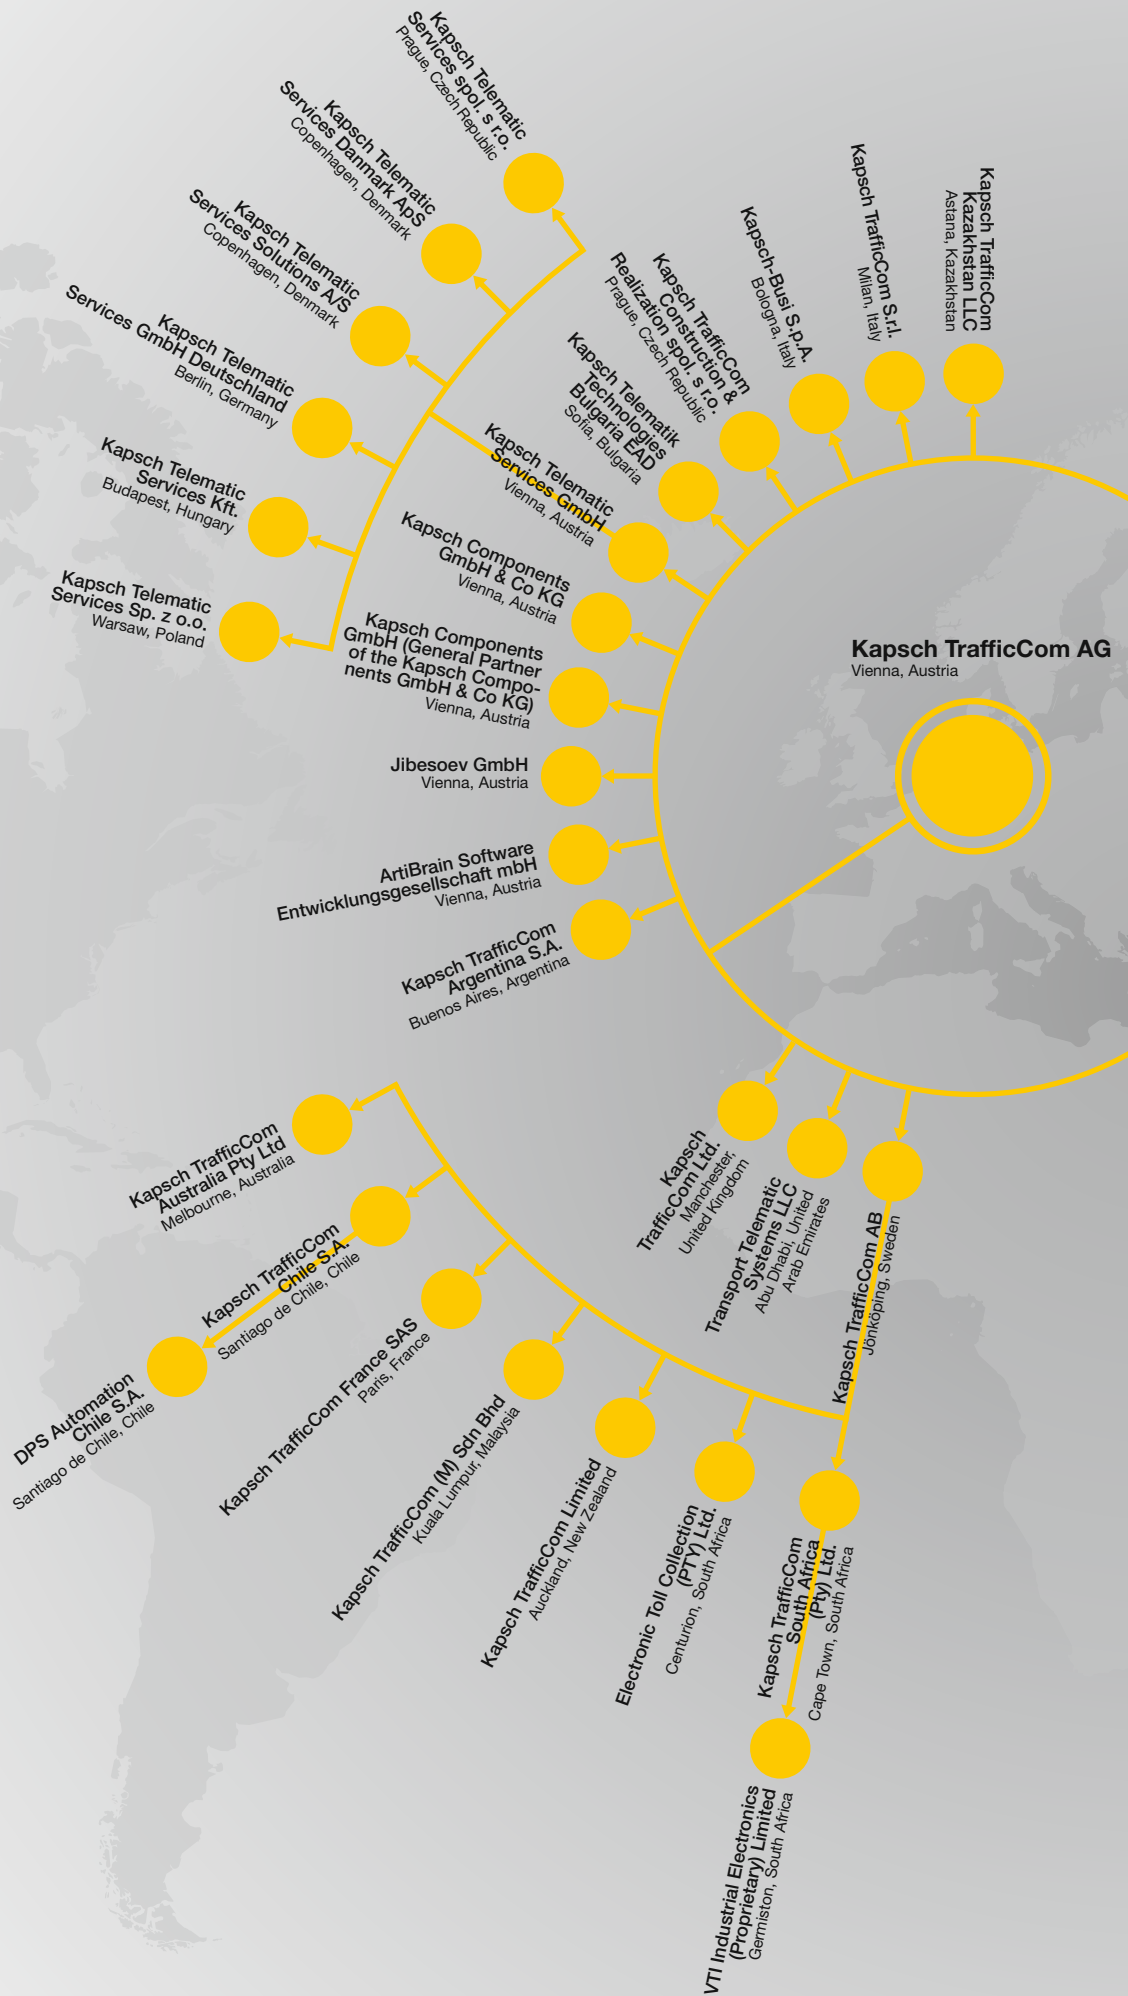 Kapsch Telematic
Services spol. s r.o.
Prague, Czech Republic
Kapsch Telematic
Services Danmark ApS
Copenhagen, Denmark
Kapsch Telematic
Services Solutions A/S
Copenhagen, Denmark
Kapsch Telematic
Services GmbH Deutschland
Berlin, Germany
Kapsch Telematic
Services Kft.
Budapest, Hungary
Kapsch Telematic
Services Sp. z o.o.
Warsaw, Poland
Kapsch TrafficCom
Kazakhstan LLC
Astana, Kazakhstan
Kapsch TrafficCom S.r.l.
Milan, Italy
Kapsch-Busi S.p.A.
Bologna, Italy
Kapsch TrafficCom
Construction &
Realization spol. s r.o.
Prague, Czech Republic
Kapsch Telematik
Technologies
Bulgaria EAD
Sofia, Bulgaria
Kapsch Telematic
Services GmbH
Vienna, Austria
Kapsch Components
GmbH & Co KG
Vienna, Austria
Kapsch Components
GmbH (General Partner
of the Kapsch Compo-
nents GmbH & Co KG)
Vienna, Austria
Jibesoev GmbH
Vienna, Austria
ArtiBrain Software
Entwicklungsgesellschaft mbH
Vienna, Austria
Kapsch TrafficCom
Argentina S.A.
Buenos Aires, Argentina
Kapsch TrafficCom AG
Vienna, Austria
Kapsch
TrafficCom Ltd.
Manchester,
United Kingdom
Transport Telematic
Systems LLC
Abu Dhabi, United
Arab Emirates
Kapsch TrafficCom AB
Jönköping, Sweden
Kapsch TrafficCom
Australia Pty Ltd
Melbourne, Australia
Kapsch TrafficCom
Chile S.A.
Santiago de Chile, Chile
DPS Automation
Chile S.A.
Santiago de Chile, Chile
Kapsch TrafficCom France SAS
Paris, France
Kapsch TrafficCom (M) Sdn Bhd
Kuala Lumpur, Malaysia
Kapsch TrafficCom Limited
Auckland, New Zealand
Electronic Toll Collection
(PTY) Ltd.
Centurion, South Africa
Kapsch TrafficCom
South Africa
(Pty) Ltd.
Cape Town, South Africa
VTI Industrial Electronics
(Proprietary) Limited
Germiston, South Africa